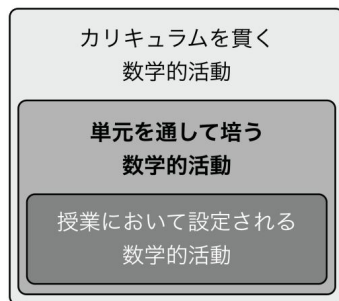 カリキュラムを貫く
数学的活動
単元を通して培う
数学的活動
授業において設定される
数学的活動